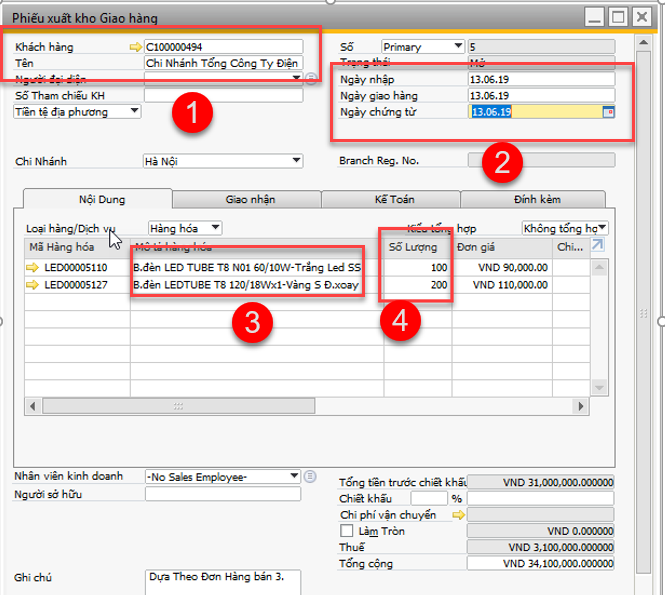 Phiếu xuất kho Giao hàng
Khách hàng C100000494 Số Primary 5
Tên Chi Nhánh Tổng Công Ty Điện Trạng thái Mở
Người đại diện Ngày nhập 13.06.19
Số Tham chiếu KH Ngày giao hàng 13.06.19
Tiền tệ địa phương Ngày chứng từ 13.06.19
1
2
Chi Nhánh Hà Nội Branch Reg. No.
Nội Dung Giao nhận Kế Toán Đính kèm
Loại hàng/Dịch vụ Hàng hóa Kiểu tổng hợp Không tổng hợ
Mã Hàng hóa Mô tả hàng hóa Số Lượng Đơn giá Chi...
LED00005110 B.đèn LED TUBE T8 N01 60/10W-Trắng Led SS 100 VND 90,000.00
LED00005127 B.đèn LEDTUBE T8 120/18Wx1-Vàng S Đ.xoay 200 VND 110,000.00
3
4
Nhân viên kinh doanh -No Sales Employee- Tổng tiền trước chiết khấu VND 31,000,000.000000
Người sở hữu Chiết khấu %
Chi phí vận chuyển
Làm Tròn VND 0.000000
Thuế VND 3,100,000.000000
Tổng cộng VND 34,100,000.000000
Ghi chú Dựa Theo Đơn Hàng bán 3.